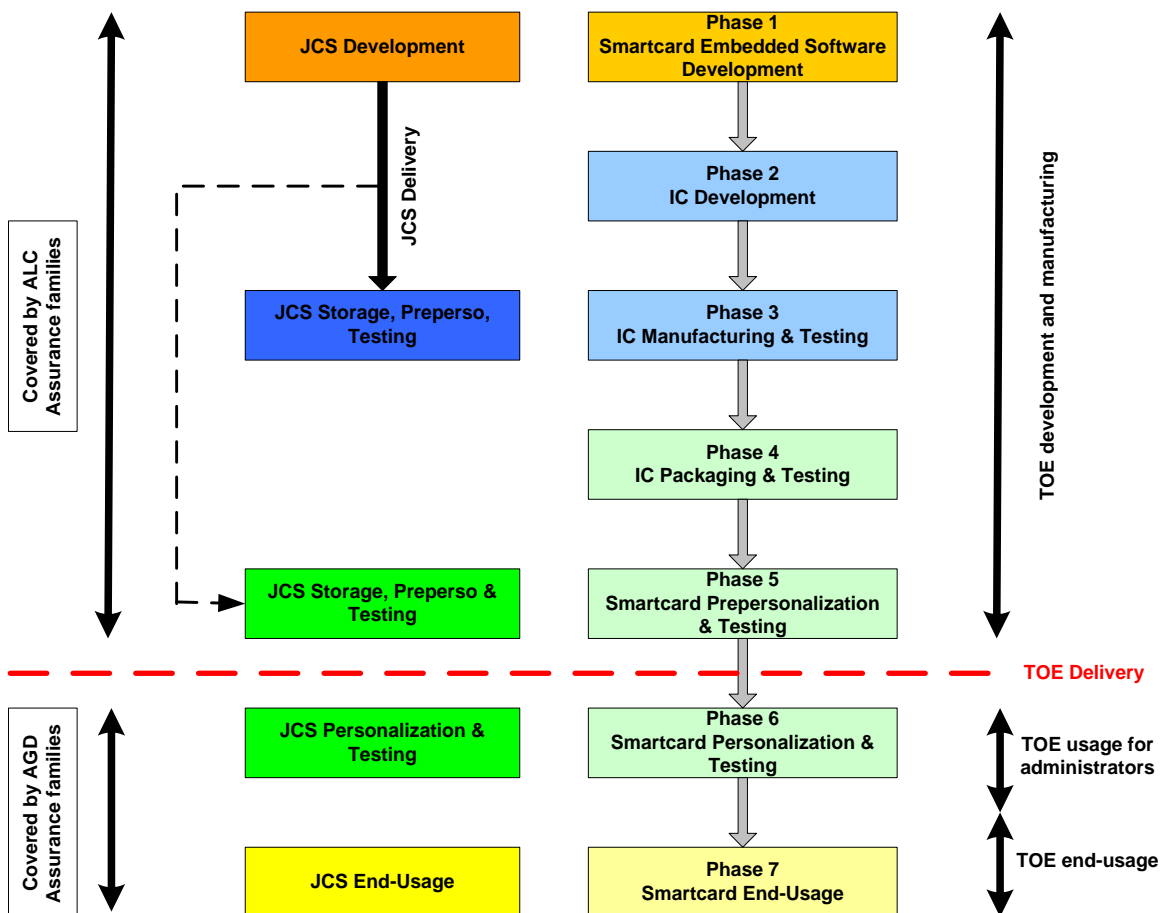 JCS Development
Phase 1
Smartcard Embedded Software
Development
JCS Delivery
Phase 2
IC Development
Covered by ALC
Assurance families
TOE development and manufacturing
JCS Storage, Preperso,
Testing
Phase 3
IC Manufacturing & Testing
Phase 4
IC Packaging & Testing
JCS Storage, Preperso &
Testing
Phase 5
Smartcard Prepersonalization
& Testing
TOE Delivery
Covered by AGD
Assurance families
JCS Personalization &
Testing
Phase 6
Smartcard Personalization &
Testing
TOE usage for
administrators
JCS End-Usage
Phase 7
Smartcard End-Usage
TOE end-usage